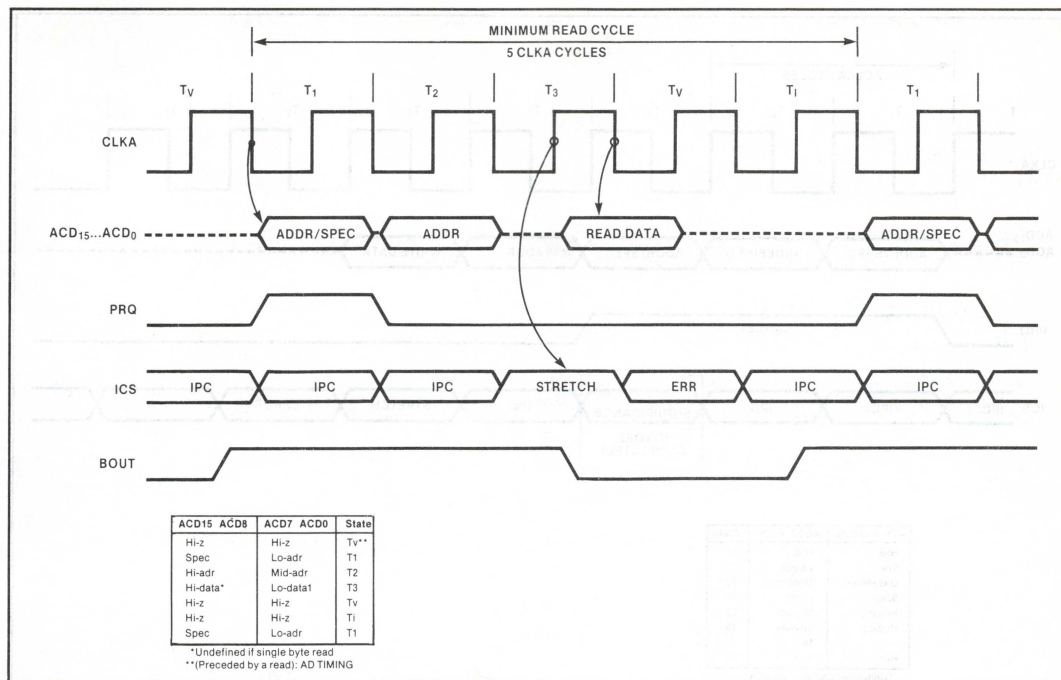 MINIMUM READ CYCLE
5 CLKA CYCLES
TV T1 T2 T3 TV TI T1
CLKA
ACD15...ACD0 ADDR/SPEC ADDR READ DATA ADDR/SPEC
PRQ
ICS IPC IPC IPC STRETCH ERR IPC IPC
BOUT
ACD15 ACD8 ACD7 ACD0 State
Hi-z Hi-z Tv**
Spec Lo-adr T1
Hi-adr Mid-adr T2
Hi-data* Lo-data1 T3
Hi-z Hi-z Tv
Hi-z Hi-z Ti
Spec Lo-adr T1
*Undefined if single byte read
**(Preceded by a read): AD TIMING